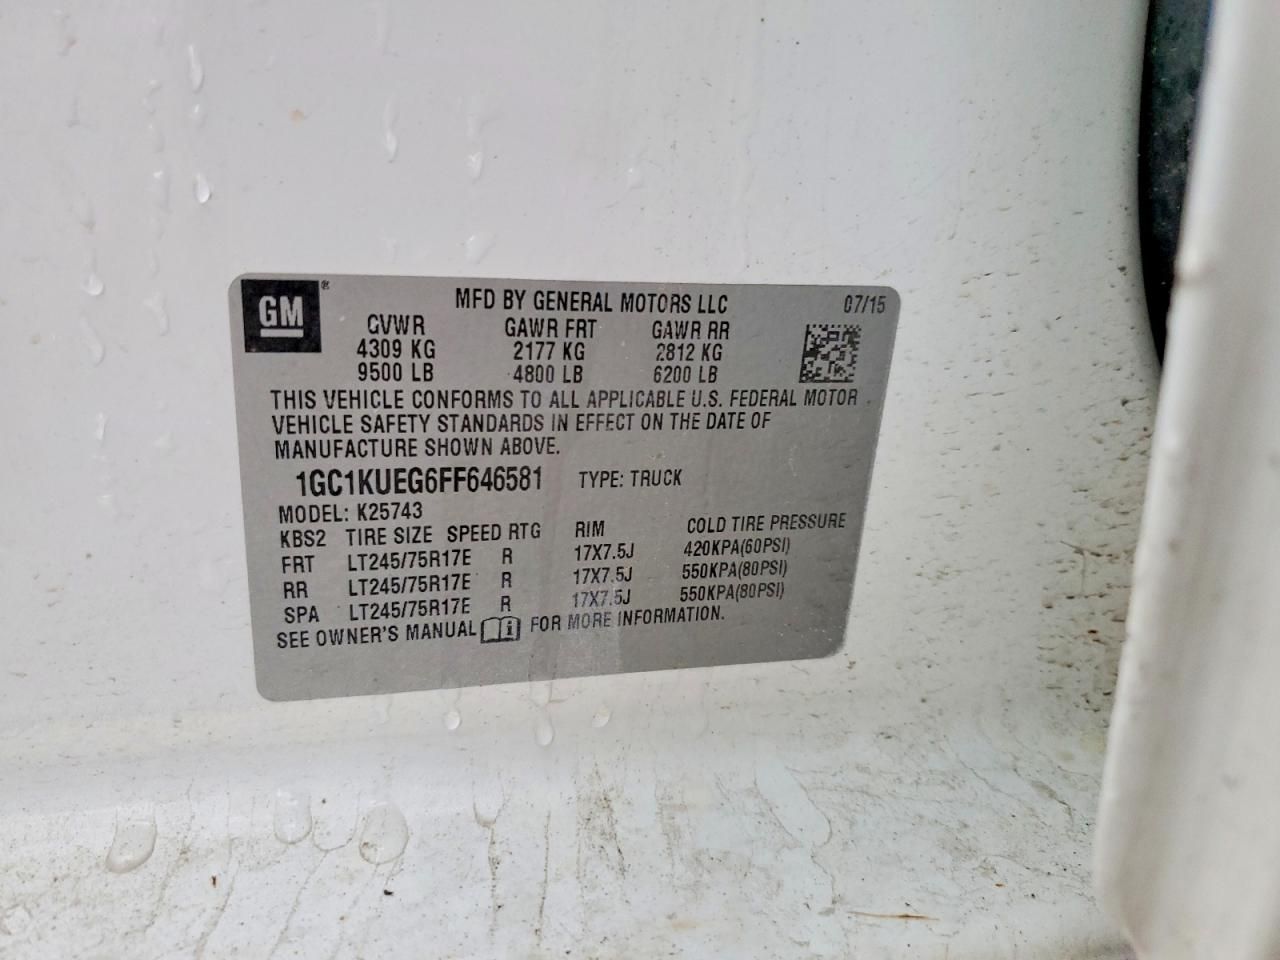 GM ®
MFD BY GENERAL MOTORS LLC 07/15
GVWR GAWR FRT GAWR RR
4309 KG 2177 KG 2812 KG
9500 LB 4800 LB 6200 LB
THIS VEHICLE CONFORMS TO ALL APPLICABLE U.S. FEDERAL MOTOR
VEHICLE SAFETY STANDARDS IN EFFECT ON THE DATE OF
MANUFACTURE SHOWN ABOVE.
1GC1KUEG6FF646581 TYPE: TRUCK
MODEL: K25743
KBS2 TIRE SIZE SPEED RTG RIM COLD TIRE PRESSURE
FRT LT245/75R17E R 17X7.5J 420KPA(60PSI)
RR LT245/75R17E R 17X7.5J 550KPA(80PSI)
SPA LT245/75R17E R 17X7.5J 550KPA(80PSI)
SEE OWNER'S MANUAL i FOR MORE INFORMATION.